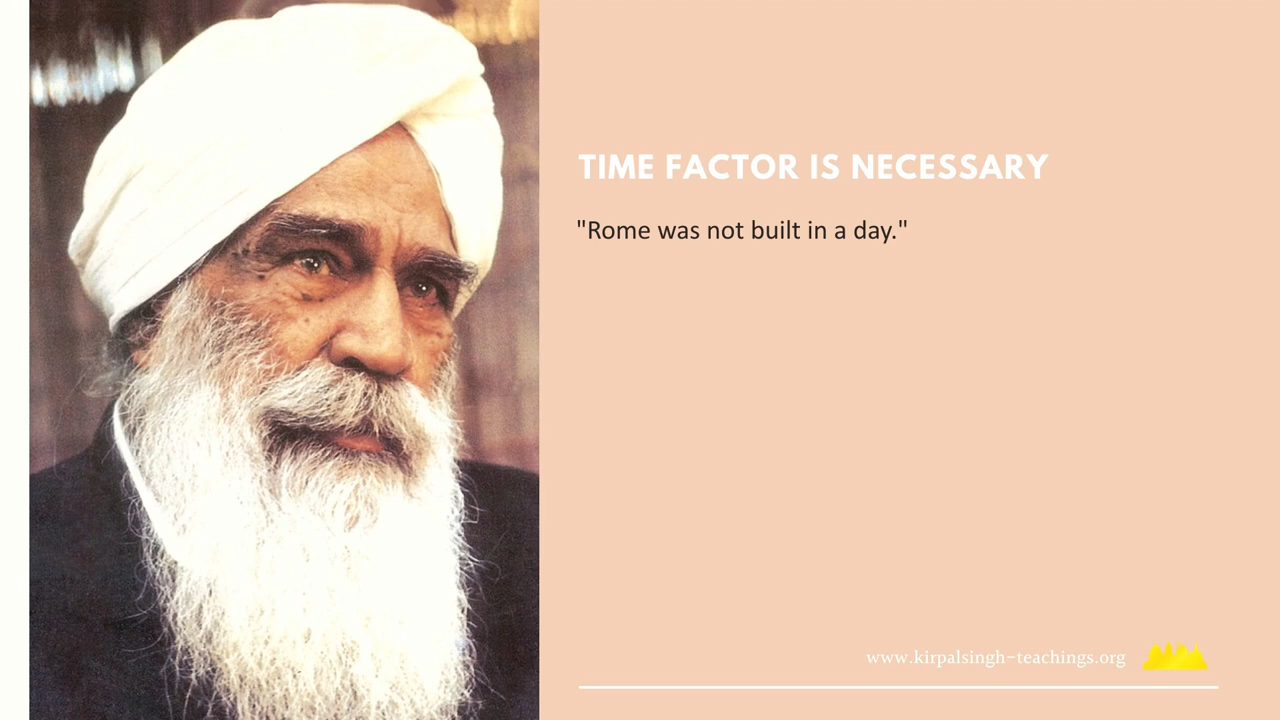 TIME FACTOR IS NECESSARY
"Rome was not built in a day."
www.kirpalsingh-teachings.org